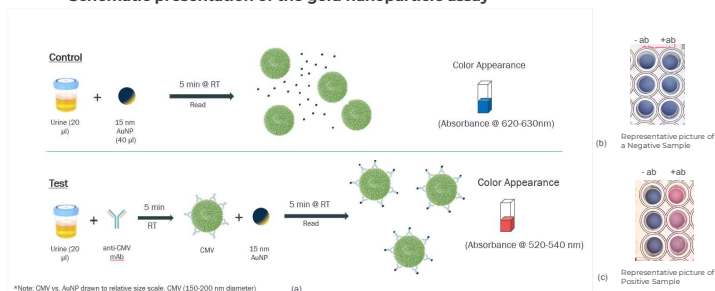 Schematic presentation of the gold nanoparticle assay
Control
5 min @ RT
Read
Urine (20 µl)
+
15 nm AuNP (40 µl)
Color Appearance
(Absorbance @ 620-630nm)
Test
5 min
RT
5 min @ RT
Read
Urine (20 µl)
+
anti-CMV mAb
CMV
+
15 nm AuNP
Color Appearance
(Absorbance @ 520-540 nm)
*Note: CMV vs. AuNP drawn to relative size scale. CMV (150-200 nm diameter)
(a)
- ab +ab
(b)
Representative picture of
a Negative Sample
- ab +ab
(c)
Representative picture of
Positive Sample